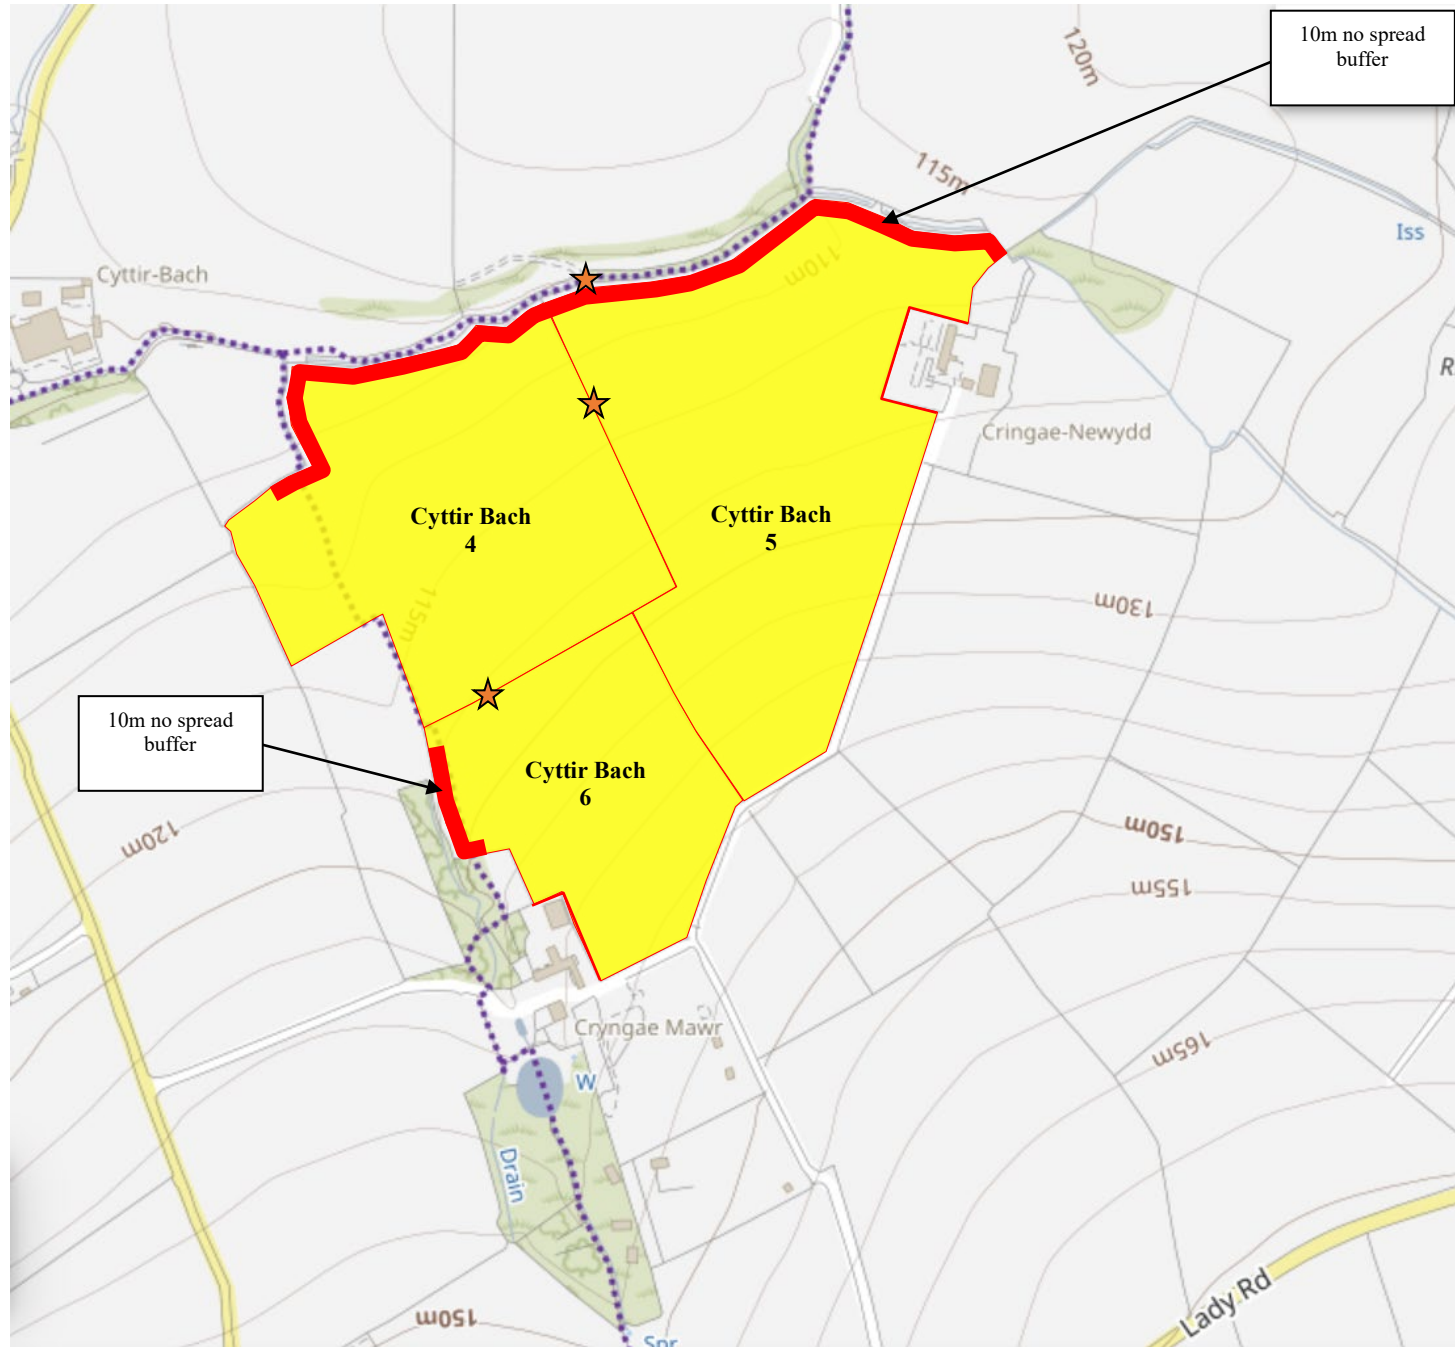 10m no spread
buffer
120m
115m
Iss
Cyttir-Bach
110m
R
Cringae-Newydd
Cyttir Bach
4
Cyttir Bach
5
115m
130m
10m no spread
buffer
Cyttir Bach
6
120m
150m
155m
Cryngae Mawr
165m
W
Drain
150m
Lady Rd
Spr